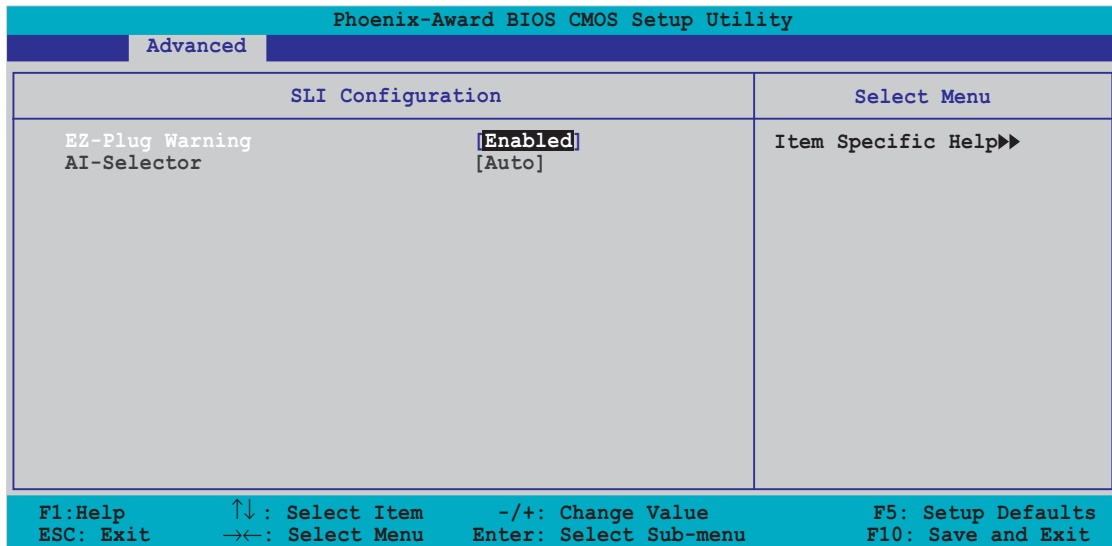 Phoenix-Award BIOS CMOS Setup Utility
Advanced
SLI Configuration
Select Menu
EZ-Plug Warning [Enabled]
AI-Selector [Auto]
Item Specific Help▶▶
F1:Help ↑↓: Select Item -/+: Change Value F5: Setup Defaults
ESC: Exit →←: Select Menu Enter: Select Sub-menu F10: Save and Exit